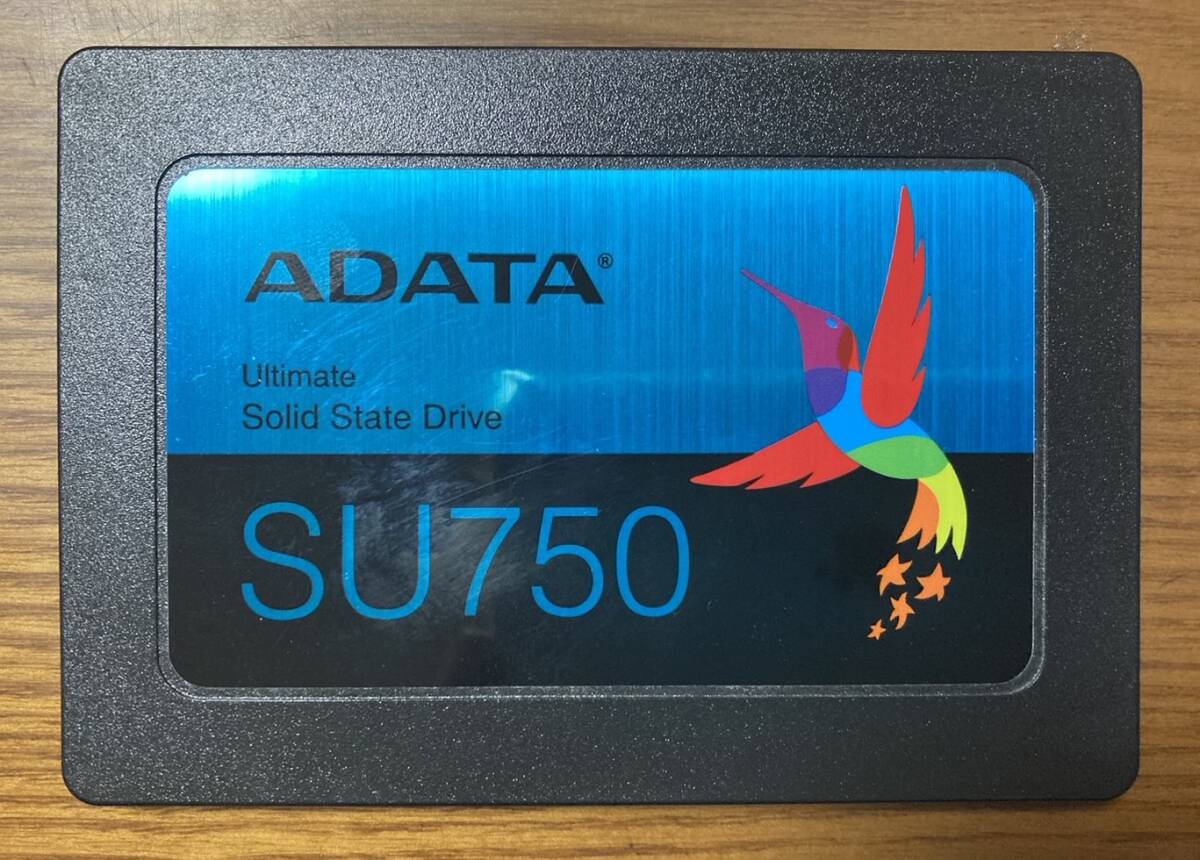 ADATA®
Ultimate
Solid State Drive
SU750